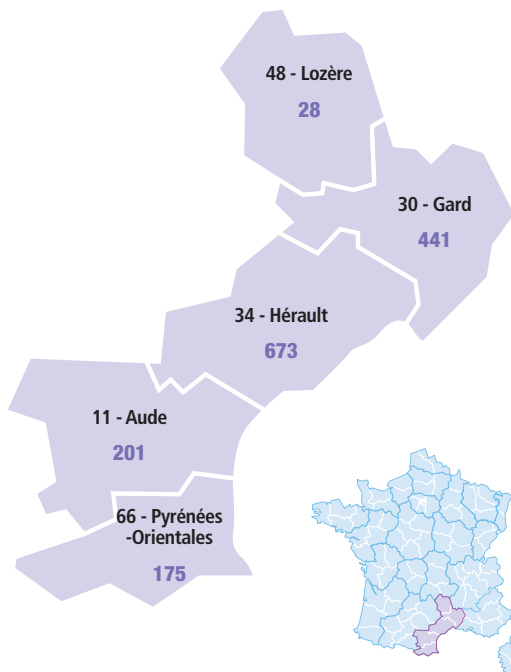 48 - Lozère
28
30 - Gard
441
34 - Hérault
673
11 - Aude
201
66 - Pyrénées
-Orientales
175